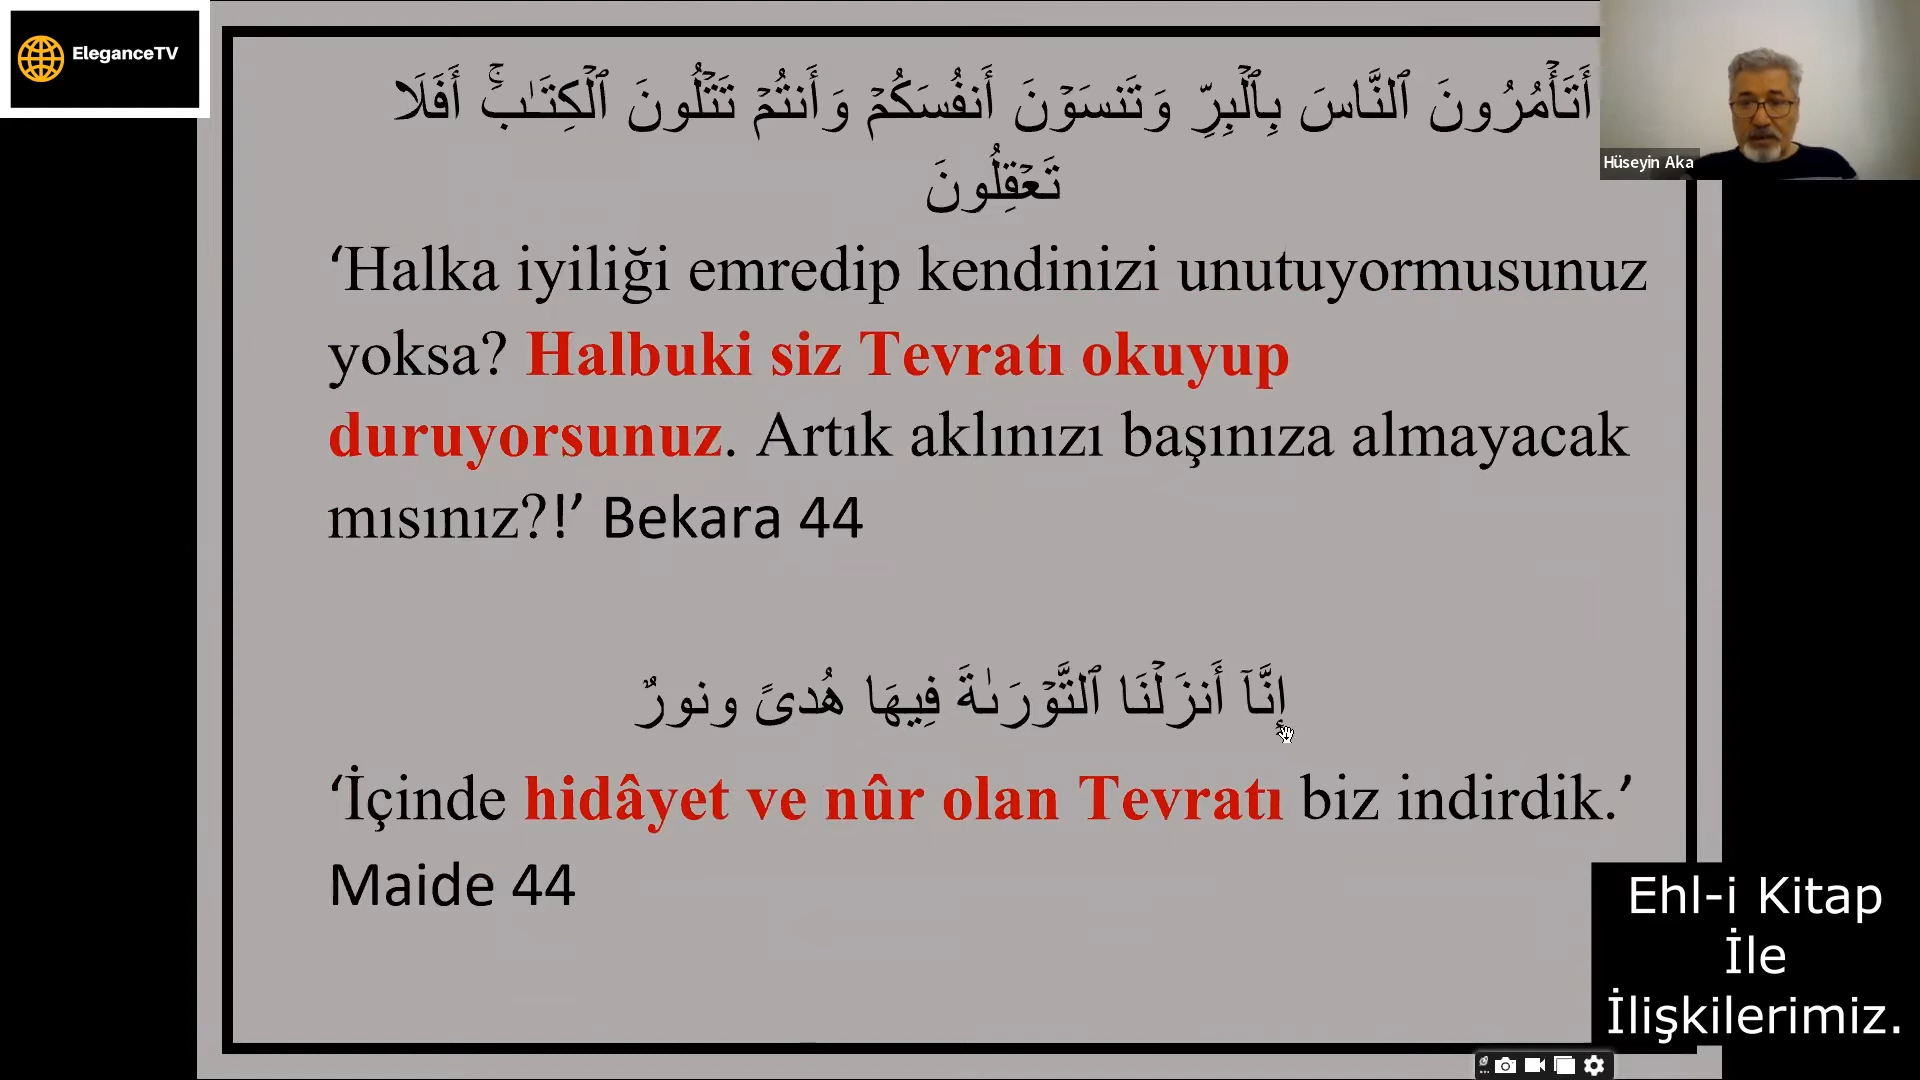 EleganceTV
أَتَأْمُرُونَ ٱلنَّاسَ بِٱلْبِرِّ وَتَنسَوْنَ أَنفُسَكُمْ وَأَنتُمْ تَتْلُونَ ٱلْكِتَـٰبَ ۚ أَفَلَا
تَعْقِلُونَ
‘Halka iyiliği emredip kendinizi unutuyormusunuz
yoksa? Halbuki siz Tevratı okuyup
duruyorsunuz. Artık aklınızı başınıza almayacak
mısınız?!’ Bekara 44
إِنَّآ أَنزَلْنَا ٱلتَّوْرَىٰةَ فِيهَا هُدىً ونورٌ
‘İçinde hidâyet ve nûr olan Tevratı biz indirdik.’
Maide 44
Hüseyin Aka
Ehl-i Kitap
İle
İlişkilerimiz.